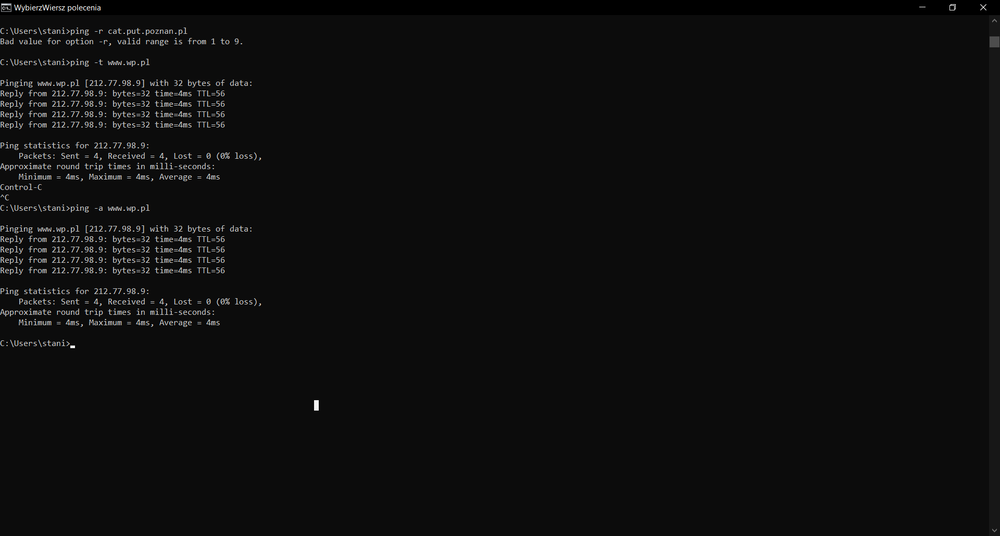 WybierzWiersz polecenia
C:\Users\stani>ping -r cat.put.poznan.pl
Bad value for option -r, valid range is from 1 to 9.
C:\Users\stani>ping -t www.wp.pl
Pinging www.wp.pl [212.77.98.9] with 32 bytes of data:
Reply from 212.77.98.9: bytes=32 time=4ms TTL=56
Reply from 212.77.98.9: bytes=32 time=4ms TTL=56
Reply from 212.77.98.9: bytes=32 time=4ms TTL=56
Reply from 212.77.98.9: bytes=32 time=4ms TTL=56
Ping statistics for 212.77.98.9:
    Packets: Sent = 4, Received = 4, Lost = 0 (0% loss),
Approximate round trip times in milli-seconds:
    Minimum = 4ms, Maximum = 4ms, Average = 4ms
Control-C
^C
C:\Users\stani>ping -a www.wp.pl
Pinging www.wp.pl [212.77.98.9] with 32 bytes of data:
Reply from 212.77.98.9: bytes=32 time=4ms TTL=56
Reply from 212.77.98.9: bytes=32 time=4ms TTL=56
Reply from 212.77.98.9: bytes=32 time=4ms TTL=56
Reply from 212.77.98.9: bytes=32 time=4ms TTL=56
Ping statistics for 212.77.98.9:
    Packets: Sent = 4, Received = 4, Lost = 0 (0% loss),
Approximate round trip times in milli-seconds:
    Minimum = 4ms, Maximum = 4ms, Average = 4ms
C:\Users\stani>